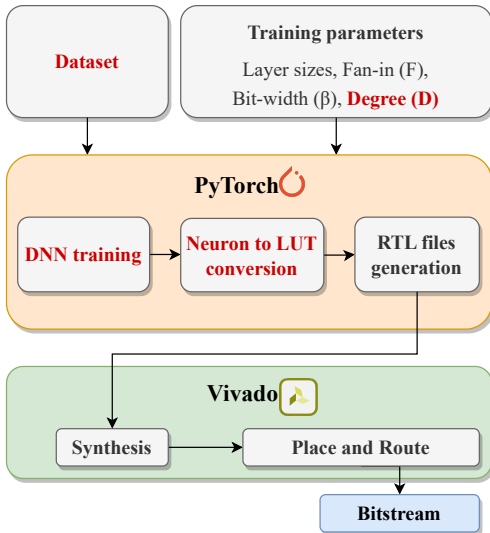 Dataset
Training parameters
Layer sizes, Fan-in (F),
Bit-width (β), Degree (D)
PyTorch
DNN training
Neuron to LUT
conversion
RTL files
generation
Vivado
Synthesis
Place and Route
Bitstream